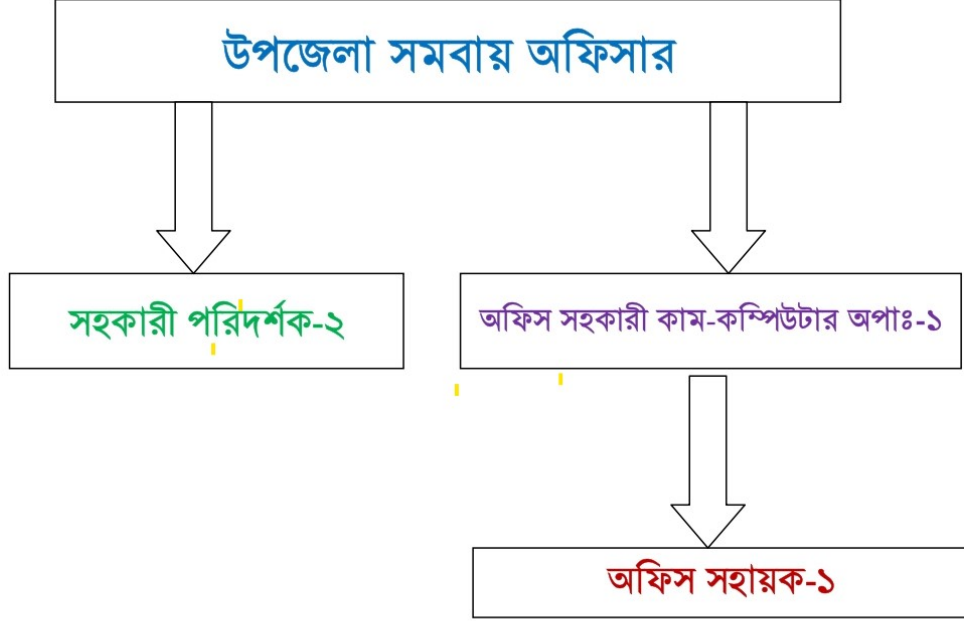 উপজেলা সমবায় অফিসার
সহকারী পরিদর্শক-২
অফিস সহকারী কাম-কম্পিউটার অপাঃ-১
অফিস সহায়ক-১